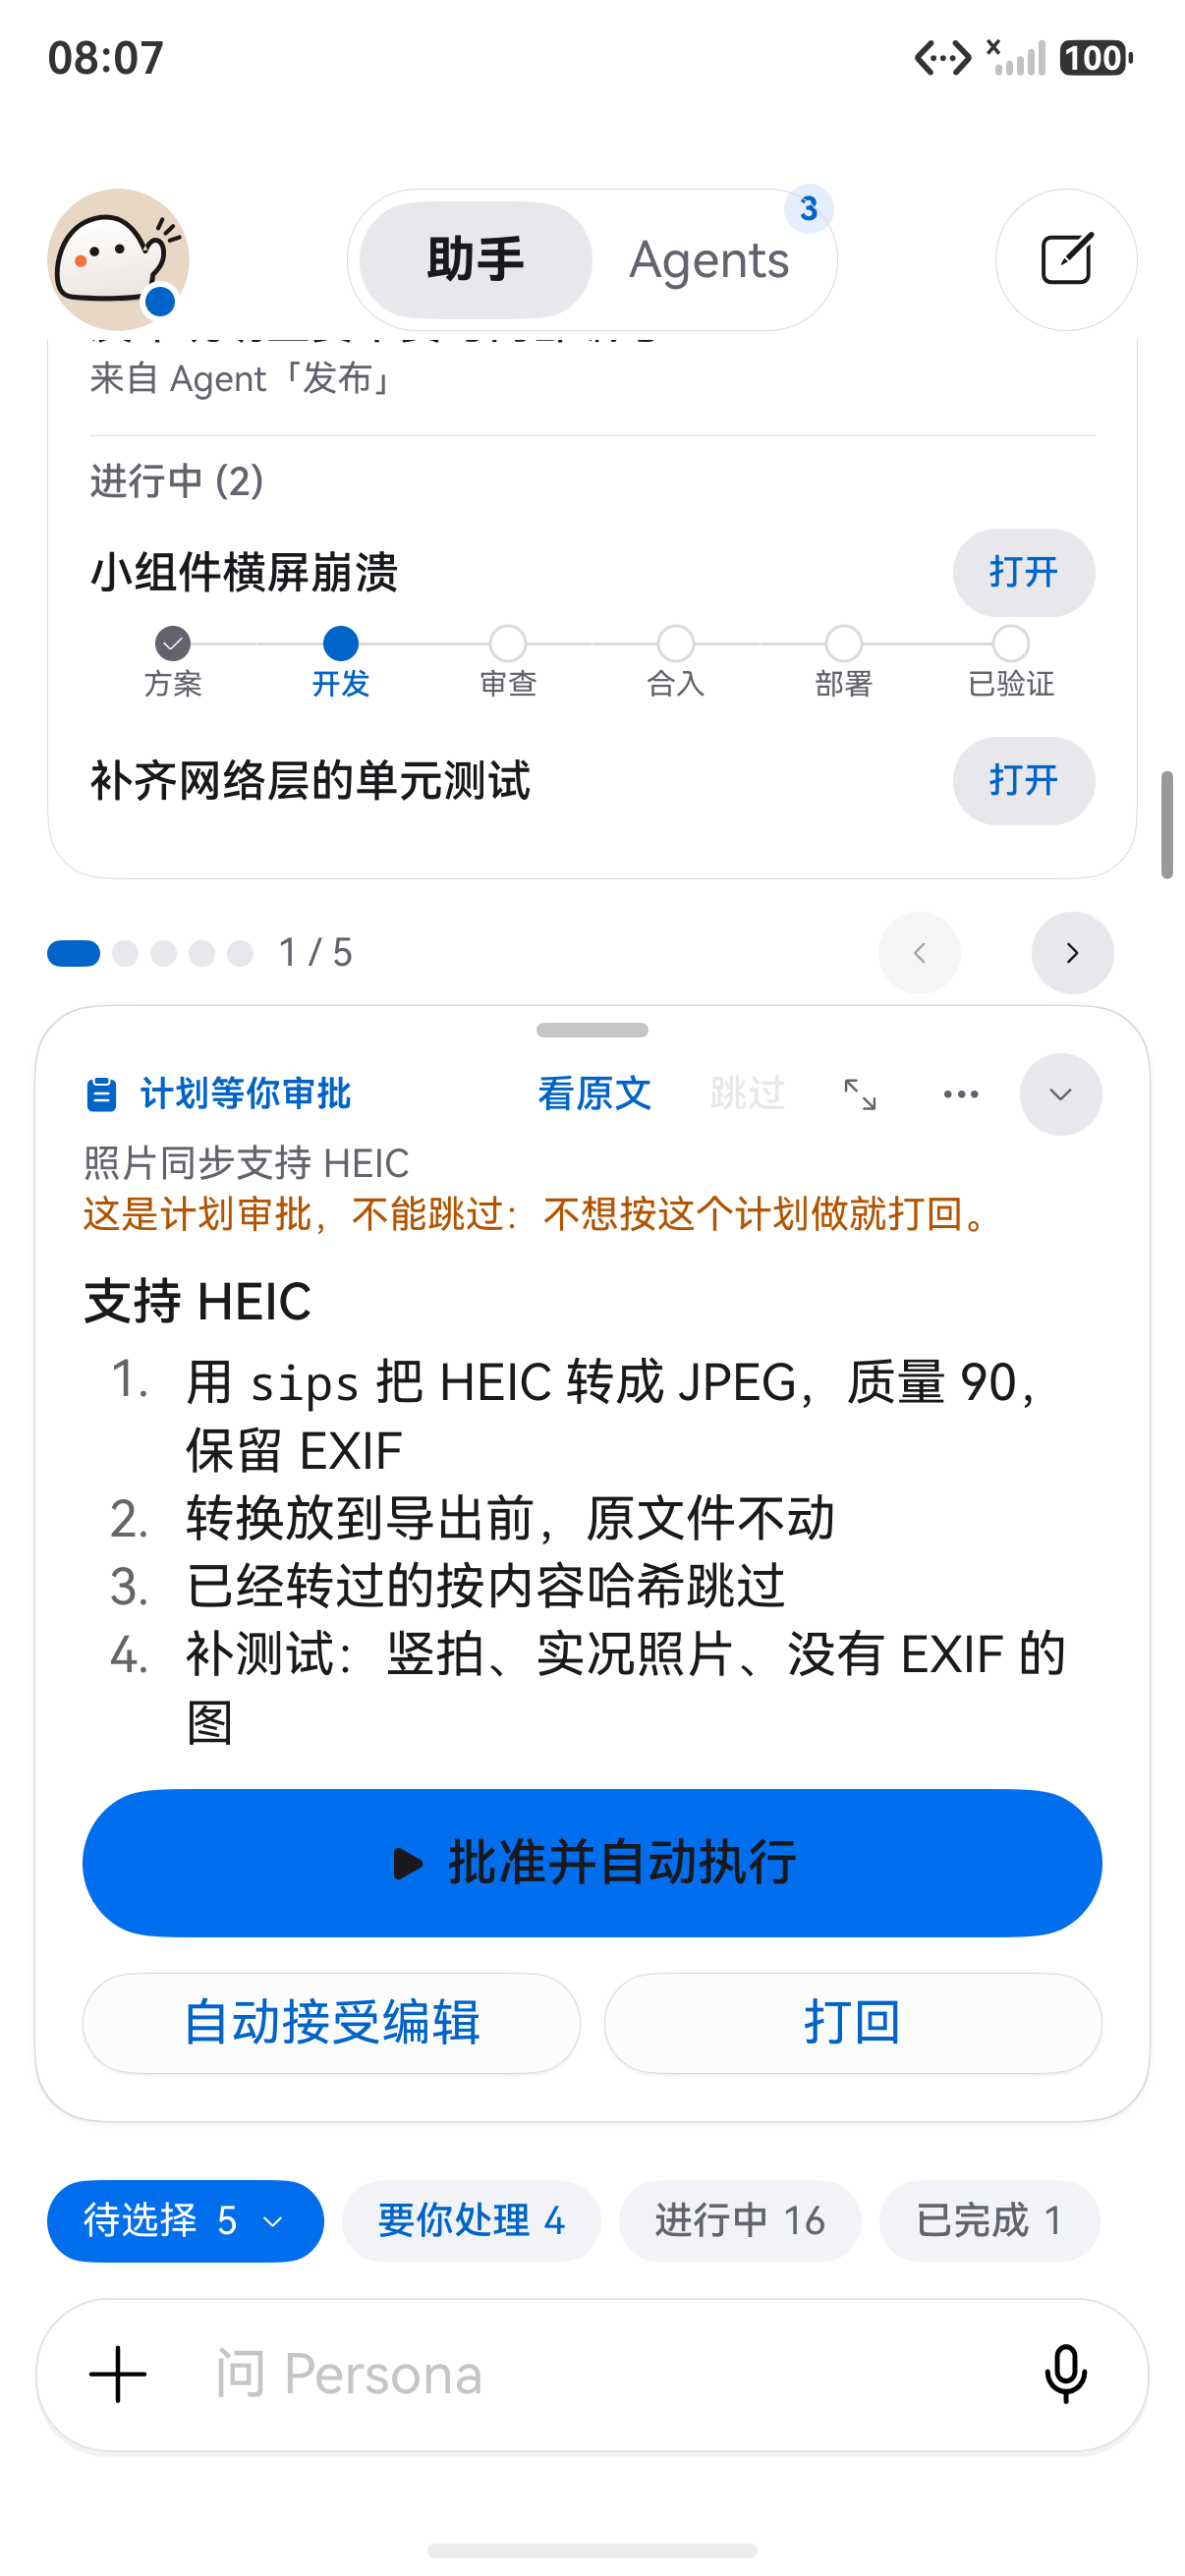 08:07
100
助手
Agents
3
来自 Agent「发布」
进行中 (2)
小组件横屏崩溃
打开
方案
开发
审查
合入
部署
已验证
补齐网络层的单元测试
打开
1 / 5
计划等你审批
看原文
跳过
照片同步支持 HEIC
这是计划审批，不能跳过：不想按这个计划做就打回。
支持 HEIC
1. 用 sips 把 HEIC 转成 JPEG，质量 90，
保留 EXIF
2. 转换放到导出前，原文件不动
3. 已经转过的按内容哈希跳过
4. 补测试：竖拍、实况照片、没有 EXIF 的
图
批准并自动执行
自动接受编辑
打回
待选择 5
要你处理 4
进行中 16
已完成 1
问 Persona